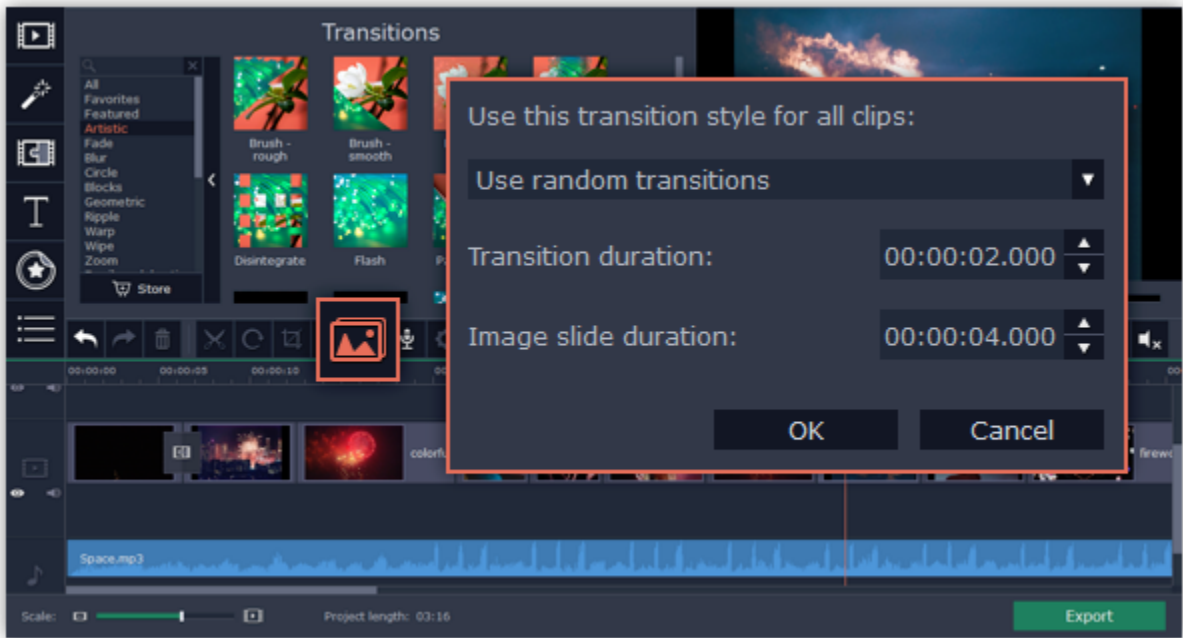 Transitions
All
Favorites
Featured
Artistic
Fade
Blur
Circle
Blocks
Geometric
Ripple
Warp
Wipe
Zoom
Store
Brush -
rough
Brush -
smooth
Disintegrate
Flash
Use this transition style for all clips:
Use random transitions
Transition duration: 00:00:02.000
Image slide duration: 00:00:04.000
OK Cancel
00:00:00 00:00:05 00:00:10
Space.mp3
Scale: Project length: 03:16
Export